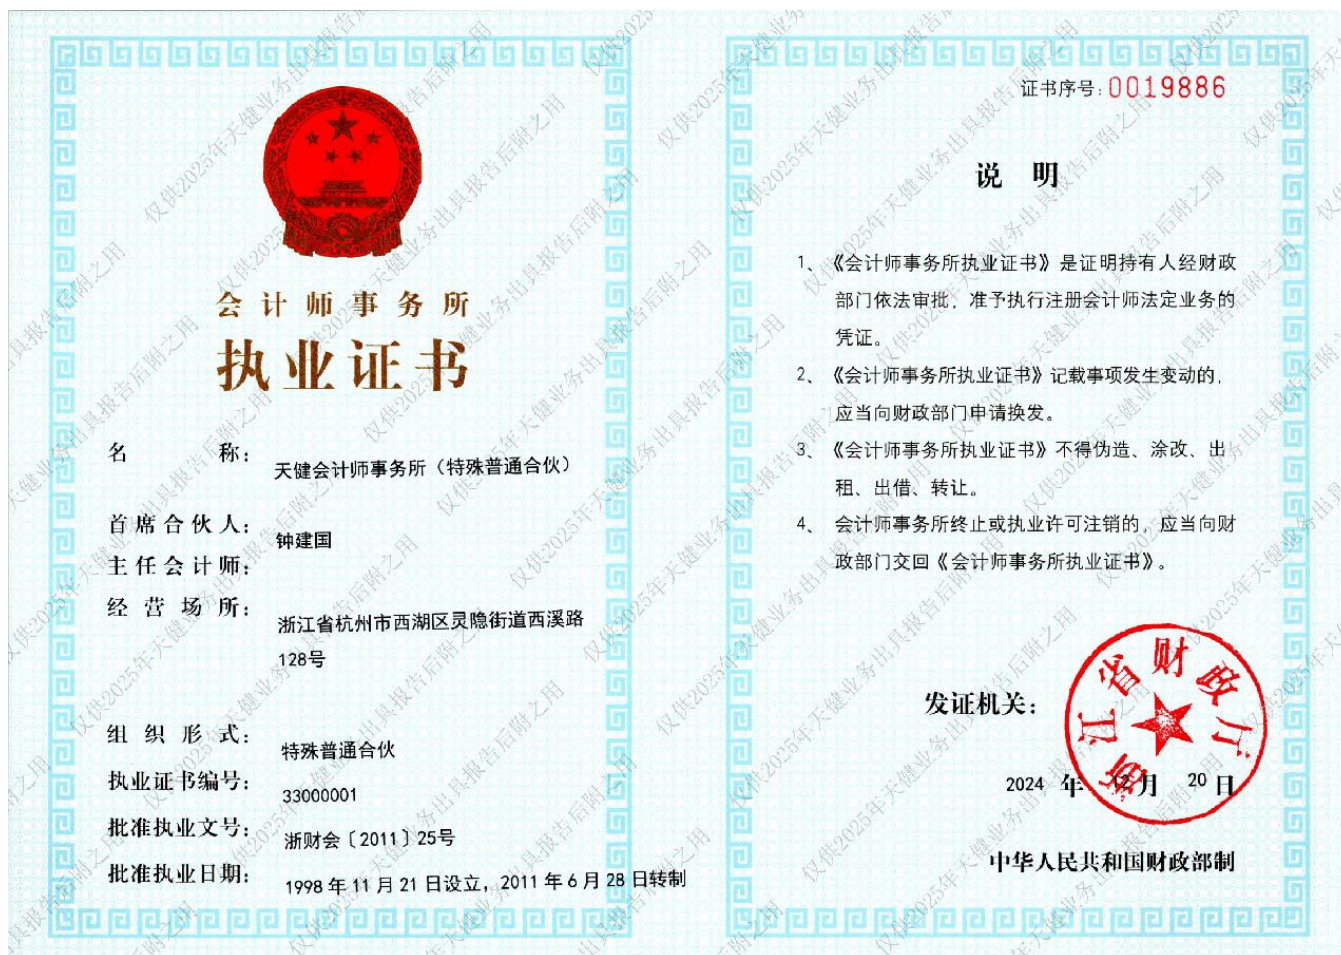 会计师事务所
执业证书
名称：
天健会计师事务所（特殊普通合伙）
首席合伙人：
钟建国
主任会计师：
经营场所：
浙江省杭州市西湖区灵隐街道西溪路
128号
组织形式：
特殊普通合伙
执业证书编号：
33000001
批准执业文号：
浙财会〔2011〕25号
批准执业日期：
1998年11月21日设立，2011年6月28日转制
证书序号：0019886
说明
1、《会计师事务所执业证书》是证明持有人经财政
部门依法审批，准予执行注册会计师法定业务的
凭证。
2、《会计师事务所执业证书》记载事项发生变动的，
应当向财政部门申请换发。
3、《会计师事务所执业证书》不得伪造、涂改、出
租、出借、转让。
4、会计师事务所终止或执业许可注销的，应当向财
政部门交回《会计师事务所执业证书》。
发证机关：
浙江省财政厅
2024年12月20日
中华人民共和国财政部制
仅供2025年天健业务出具报告后附之用